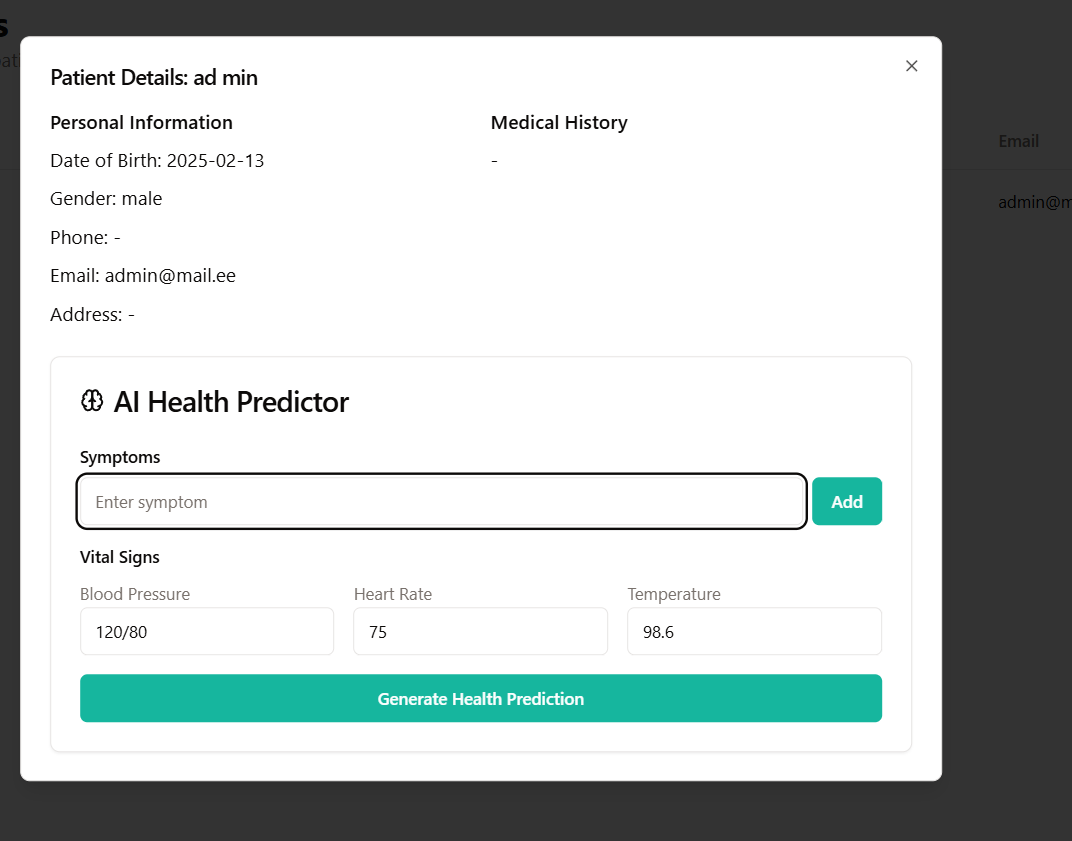 s
Patient Details: ad min
Personal Information
Date of Birth: 2025-02-13
Gender: male
Phone: -
Email: admin@mail.ee
Address: -
Medical History
-
Email
admin@m
AI Health Predictor
Symptoms
Enter symptom
Add
Vital Signs
Blood Pressure
Heart Rate
Temperature
120/80
75
98.6
Generate Health Prediction